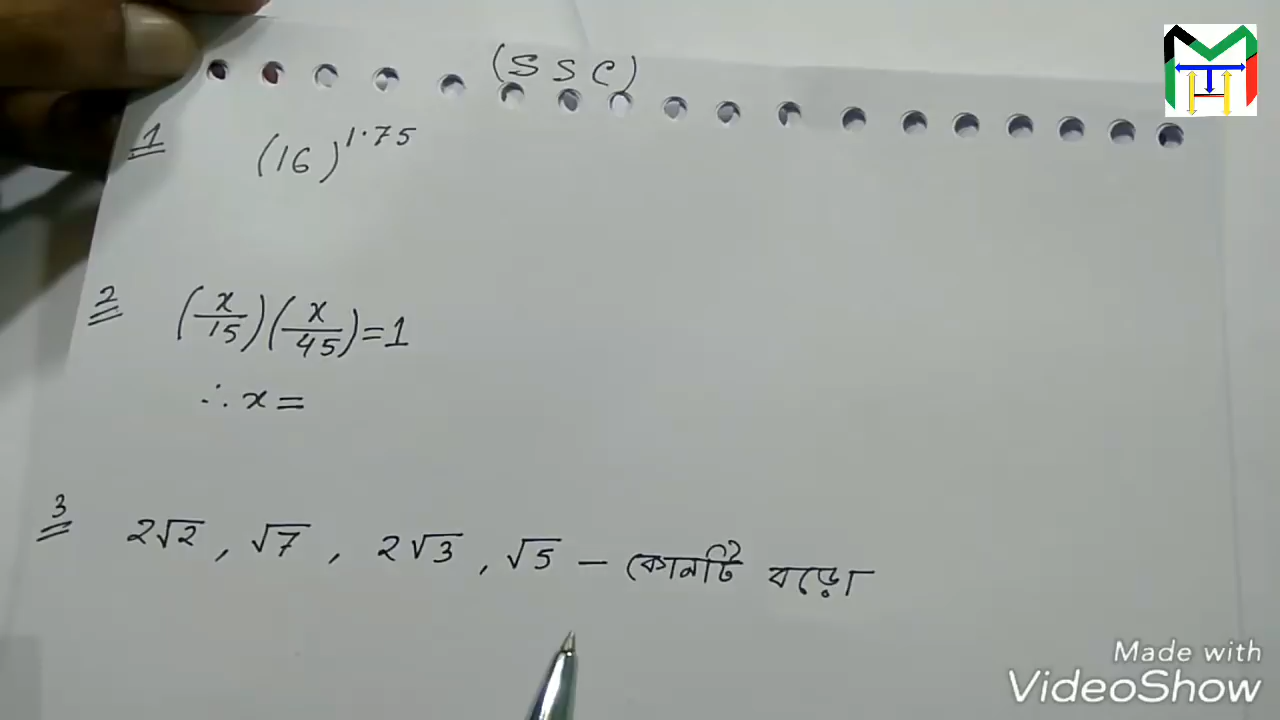 (SSC)
1 (16)^1.75
2 (x/15)(x/45)=1
∴ x =
3 2√2, √7, 2√3, √5 – কোনটি বড়ো
MTH
Made with
VideoShow